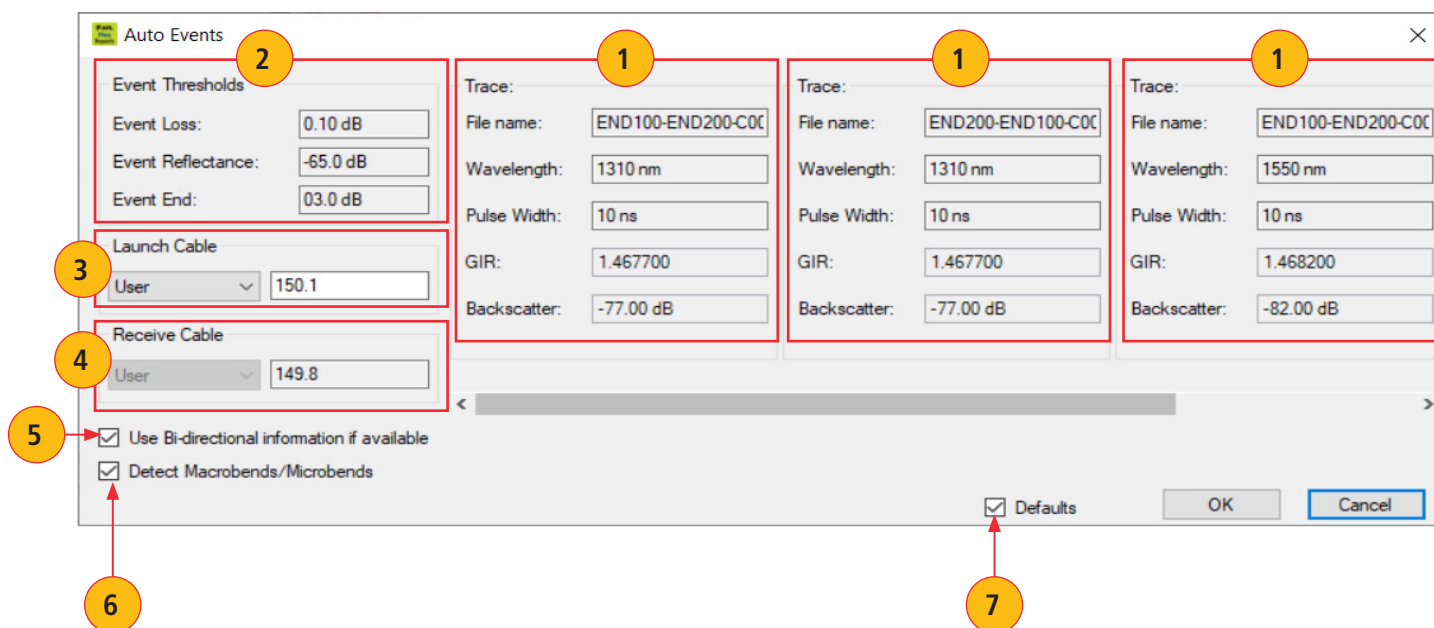 Auto Events
2
1
1
1
Event Thresholds
Event Loss:
0.10 dB
Event Reflectance:
-65.0 dB
Event End:
03.0 dB
3
Launch Cable
User
150.1
4
Receive Cable
User
149.8
Trace:
File name:
END100-END200-C00
Wavelength:
1310 nm
Pulse Width:
10 ns
GIR:
1.467700
Backscatter:
-77.00 dB
Trace:
File name:
END200-END100-C00
Wavelength:
1310 nm
Pulse Width:
10 ns
GIR:
1.467700
Backscatter:
-77.00 dB
Trace:
File name:
END100-END200-C00
Wavelength:
1550 nm
Pulse Width:
10 ns
GIR:
1.468200
Backscatter:
-82.00 dB
5
Use Bi-directional information if available
Detect Macrobends/Microbends
Defaults
OK
Cancel
6
7